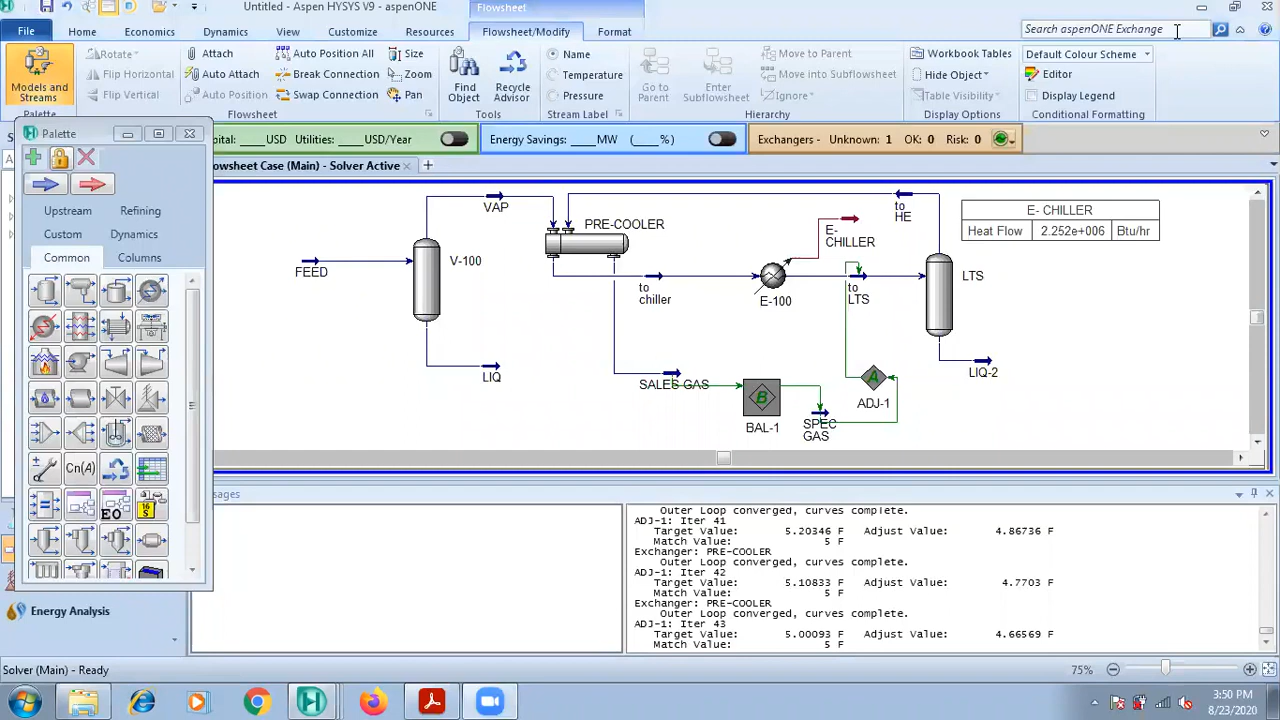 Untitled - Aspen HYSYS V9 - aspenONE
Flowsheet
File
Home
Economics
Dynamics
View
Customize
Resources
Flowsheet/Modify
Format
Search aspenONE Exchange
Models and Streams
Palette
Rotate
Flip Horizontal
Flip Vertical
Attach
Auto Attach
Auto Position
Break Connection
Swap Connection
Size
Zoom
Pan
Flowsheet
Find Object
Recycle Advisor
Tools
Name
Temperature
Pressure
Stream Label
Go to Parent
Enter Subflowsheet
Move to Parent
Move into Subflowsheet
Ignore
Hierarchy
Workbook Tables
Hide Object
Table Visibility
Display Options
Default Colour Scheme
Editor
Display Legend
Conditional Formatting
Palette
pital: ____ USD Utilities: ____ USD/Year
Energy Savings: ____ MW (____ %)
Exchangers - Unknown: 1 OK: 0 Risk: 0
lowsheet Case (Main) - Solver Active
Upstream
Refining
Custom
Dynamics
Common
Columns
Cn(A)
EO
16
S
FEED
VAP
V-100
LIQ
PRE-COOLER
to chiller
SALES GAS
B
BAL-1
SPEC GAS
E-100
E- CHILLER
to LTS
A
ADJ-1
to HE
LTS
LIQ-2
E- CHILLER
Heat Flow 2.252e+006 Btu/hr
sages
Outer Loop converged, curves complete.
ADJ-1: Iter 41
Target Value: 5.20346 F Adjust Value: 4.86736 F
Match Value: 5 F
Exchanger: PRE-COOLER
Outer Loop converged, curves complete.
ADJ-1: Iter 42
Target Value: 5.10833 F Adjust Value: 4.7703 F
Match Value: 5 F
Exchanger: PRE-COOLER
Outer Loop converged, curves complete.
ADJ-1: Iter 43
Target Value: 5.00093 F Adjust Value: 4.66569 F
Match Value: 5 F
Energy Analysis
Solver (Main) - Ready
75%
3:50 PM
8/23/2020